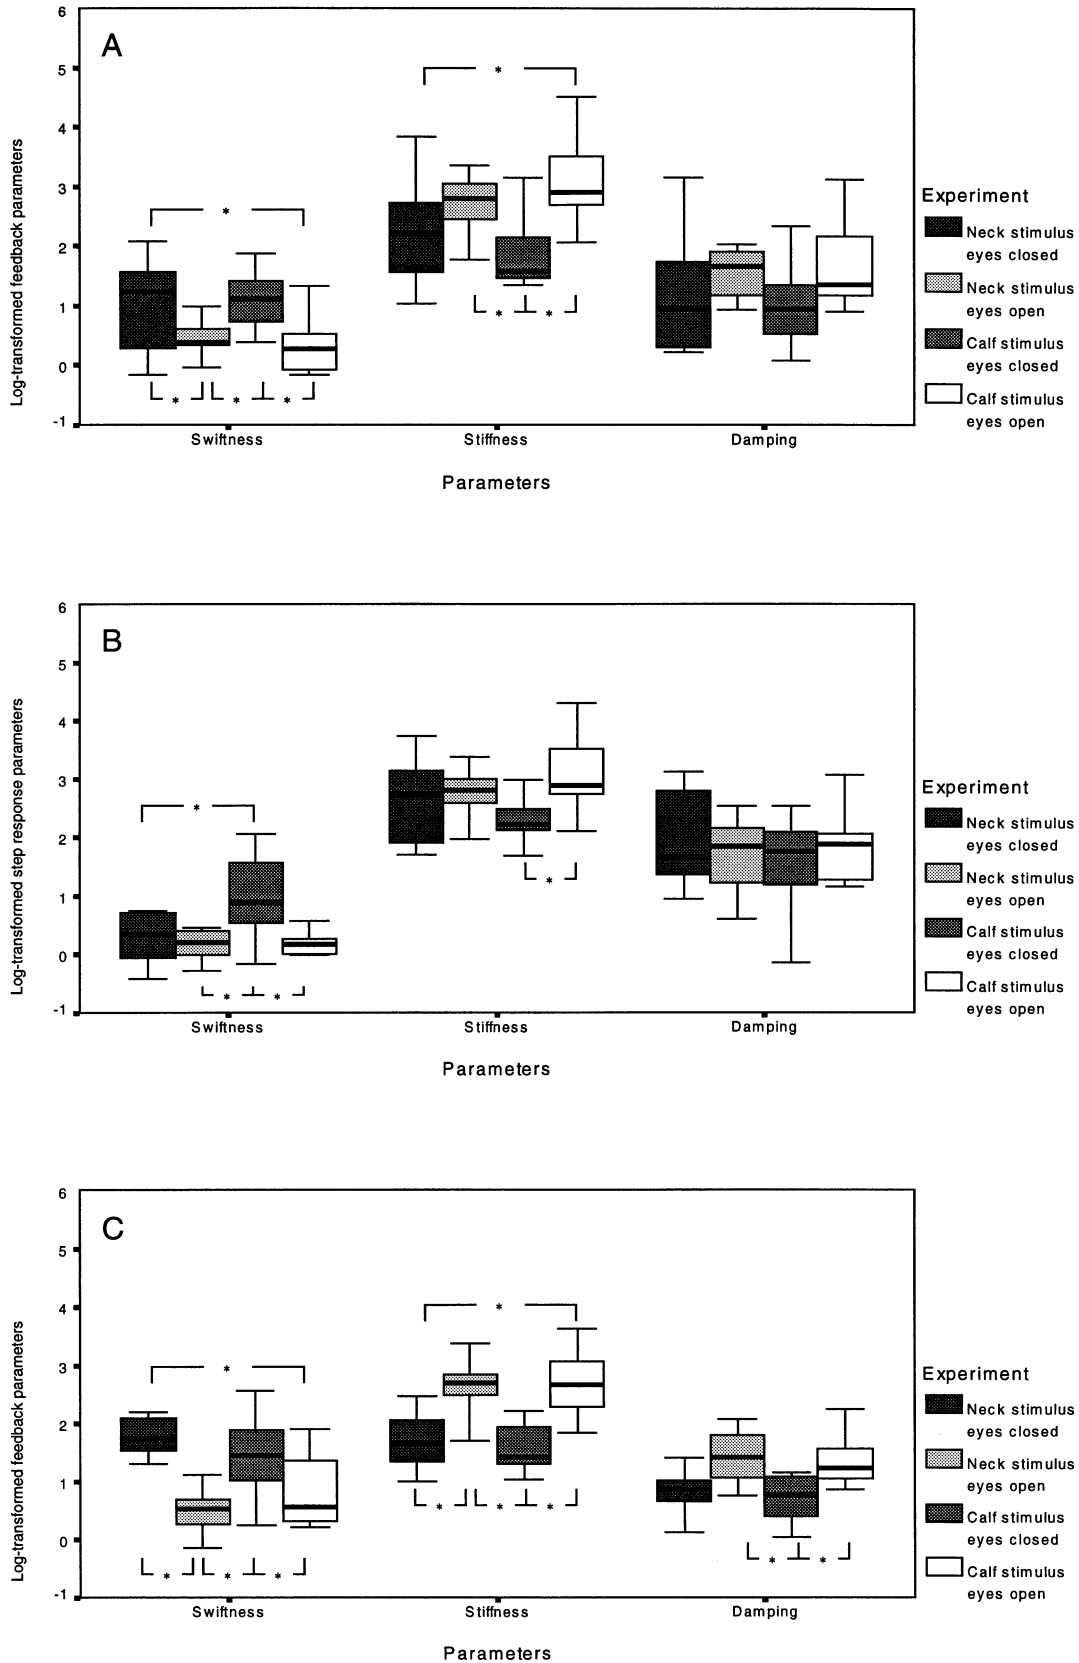 A
Log-transformed feedback parameters
6
5
4
3
2
1
0
-1
*
*
* * *
* *
Swiftness Stiffness Damping
Parameters
Experiment
Neck stimulus
eyes closed
Neck stimulus
eyes open
Calf stimulus
eyes closed
Calf stimulus
eyes open
B
Log-transformed step response parameters
6
5
4
3
2
1
0
-1
*
* *
*
Swiftness Stiffness Damping
Parameters
Experiment
Neck stimulus
eyes closed
Neck stimulus
eyes open
Calf stimulus
eyes closed
Calf stimulus
eyes open
C
Log-transformed feedback parameters
6
5
4
3
2
1
0
-1
*
*
* * *
* * *
* *
Swiftness Stiffness Damping
Parameters
Experiment
Neck stimulus
eyes closed
Neck stimulus
eyes open
Calf stimulus
eyes closed
Calf stimulus
eyes open